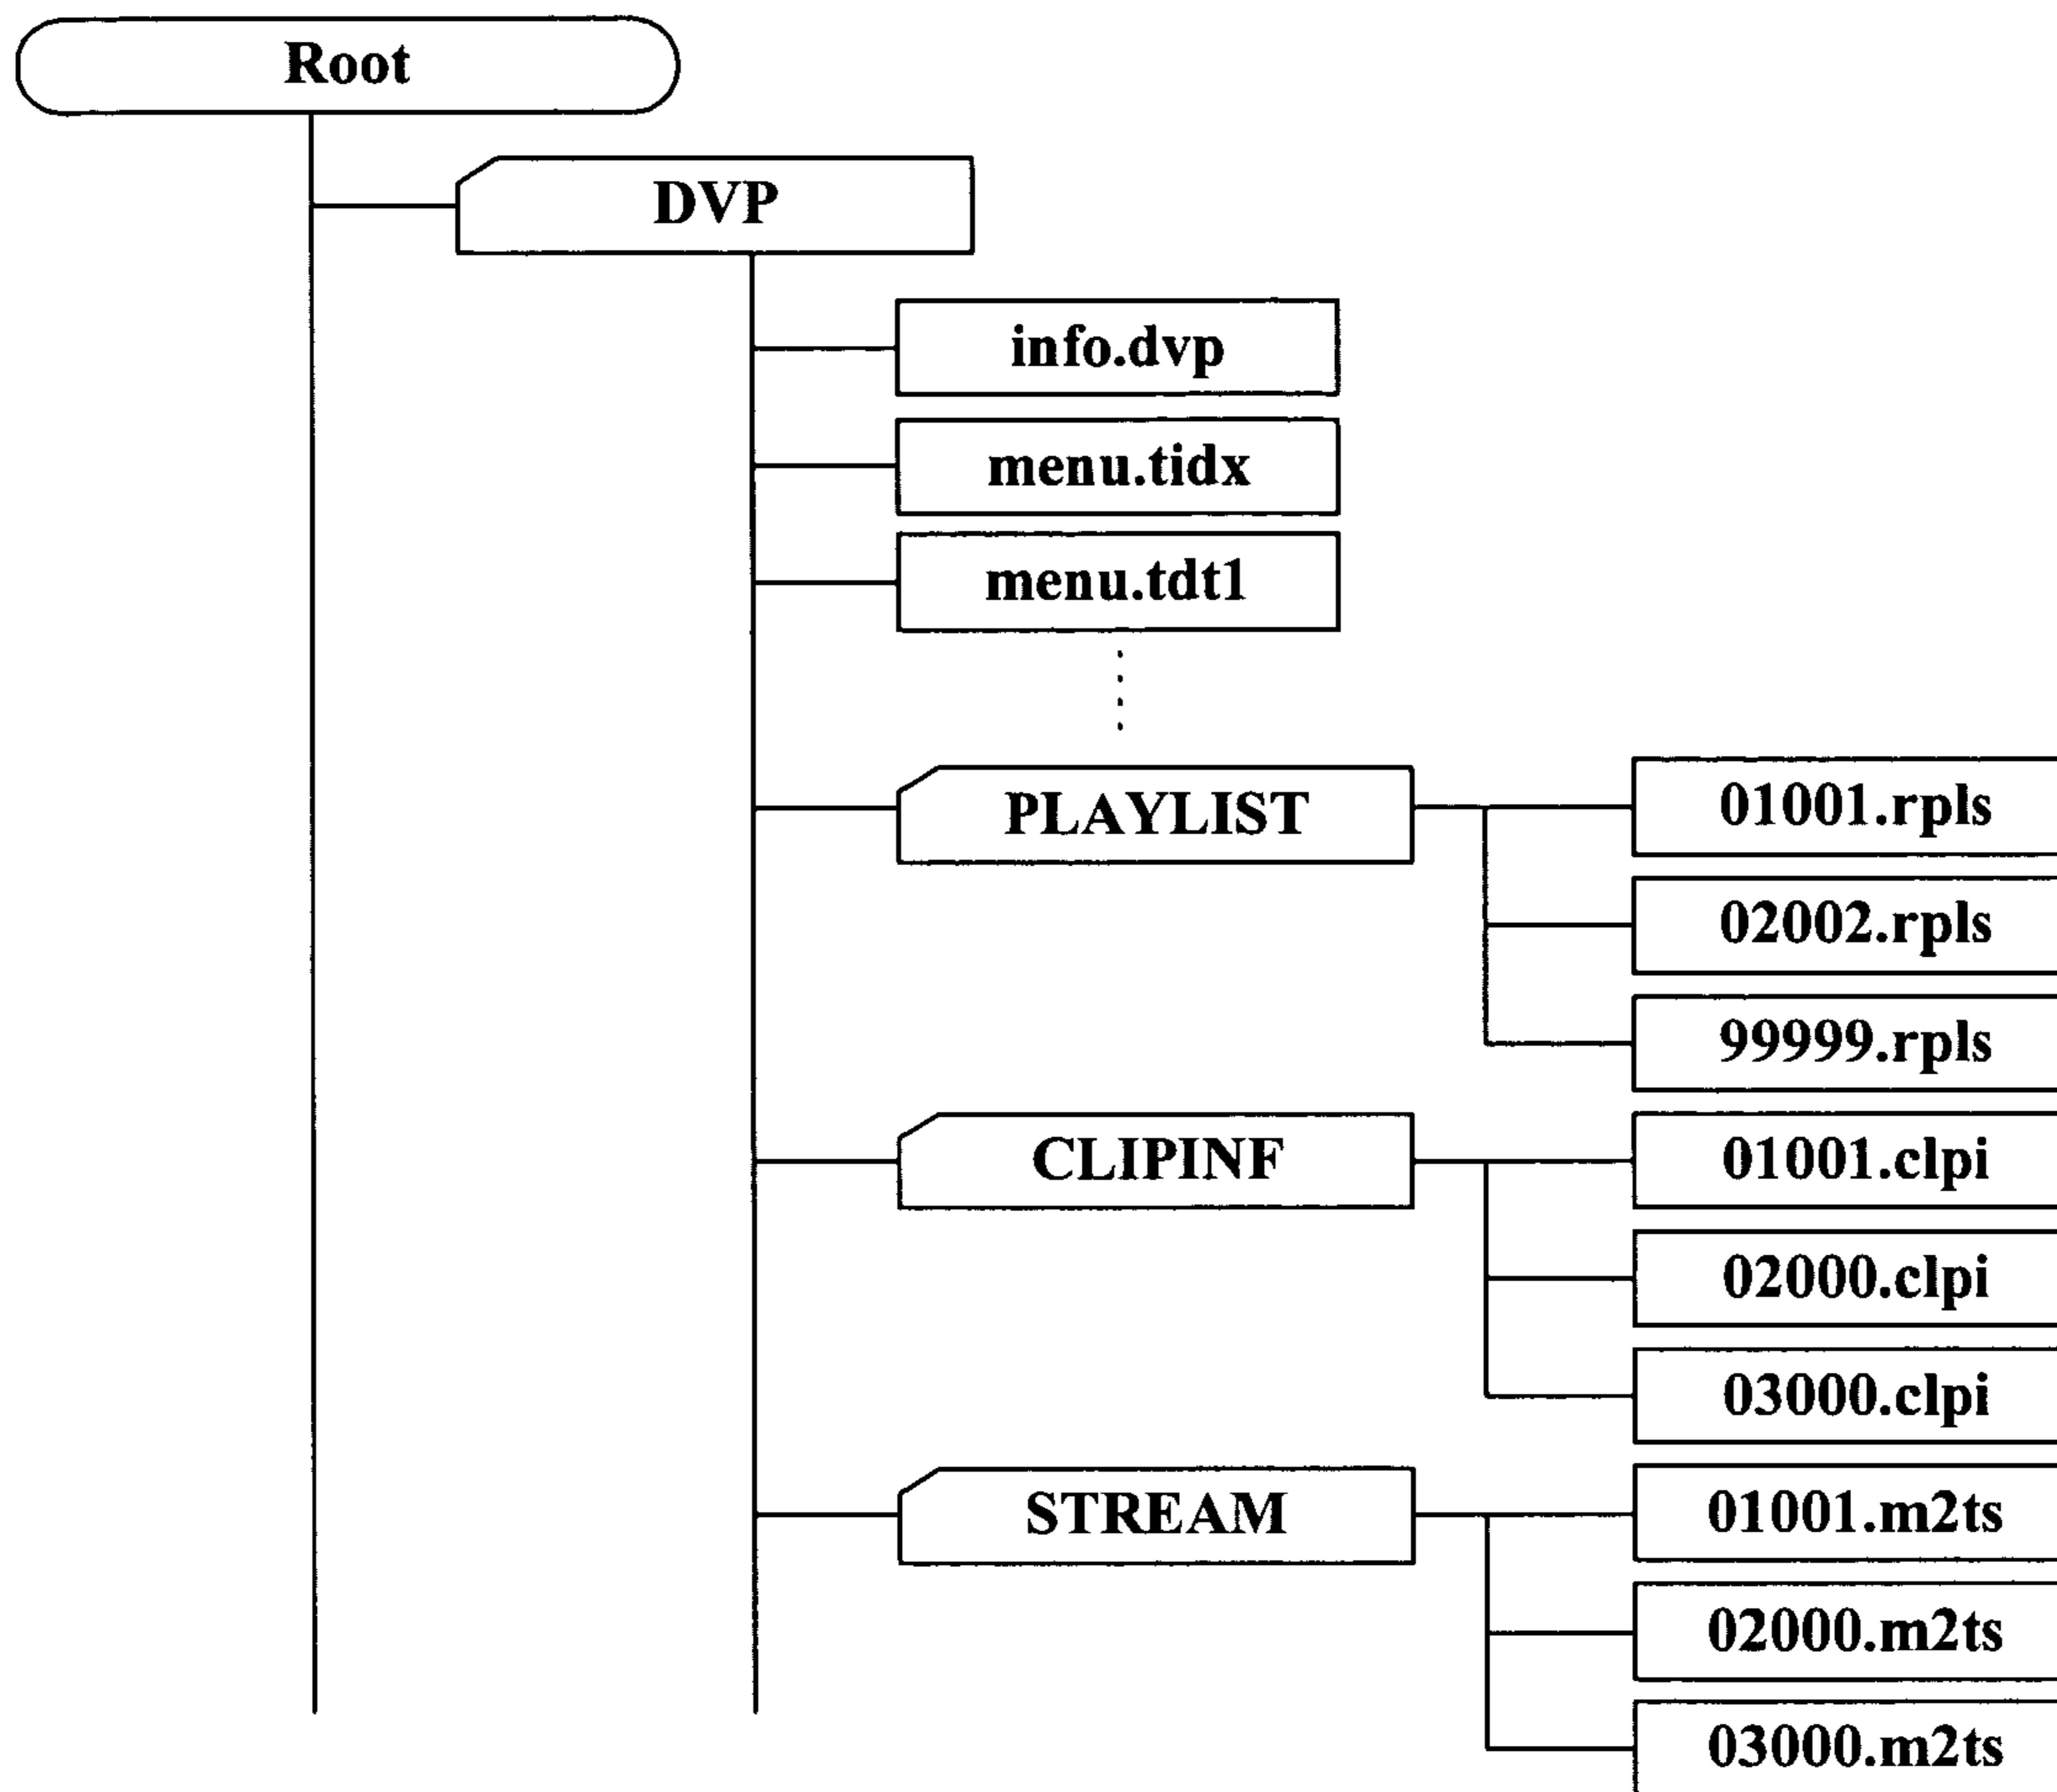 Root
DVP
info.dvp
menu.tidx
menu.tdt1
PLAYLIST
01001.rpls
02002.rpls
99999.rpls
CLIPINF
01001.clpi
02000.clpi
03000.clpi
STREAM
01001.m2ts
02000.m2ts
03000.m2ts